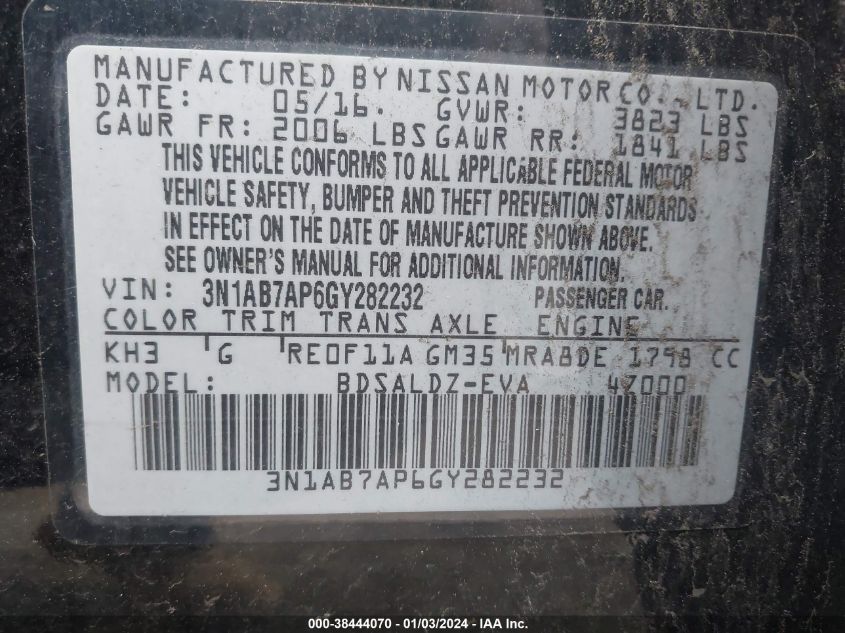 MANUFACTURED BY NISSAN MOTOR CO., LTD.
DATE: 05/16. GVWR: 3823 LBS
GAWR FR: 2006 LBS GAWR RR: 1841 LBS
THIS VEHICLE CONFORMS TO ALL APPLICABLE FEDERAL MOTOR
VEHICLE SAFETY, BUMPER AND THEFT PREVENTION STANDARDS
IN EFFECT ON THE DATE OF MANUFACTURE SHOWN ABOVE.
SEE OWNER'S MANUAL FOR ADDITIONAL INFORMATION.
VIN: 3N1AB7AP6GY282232 PASSENGER CAR.
COLOR TRIM TRANS AXLE ENGINE
KH3 G RE0F11A GM35 MRA8DE 1798 CC
MODEL: BDSALDZ-EVA 4Z000
3N1AB7AP6GY282232
000-38444070 - 01/03/2024 - IAA Inc.